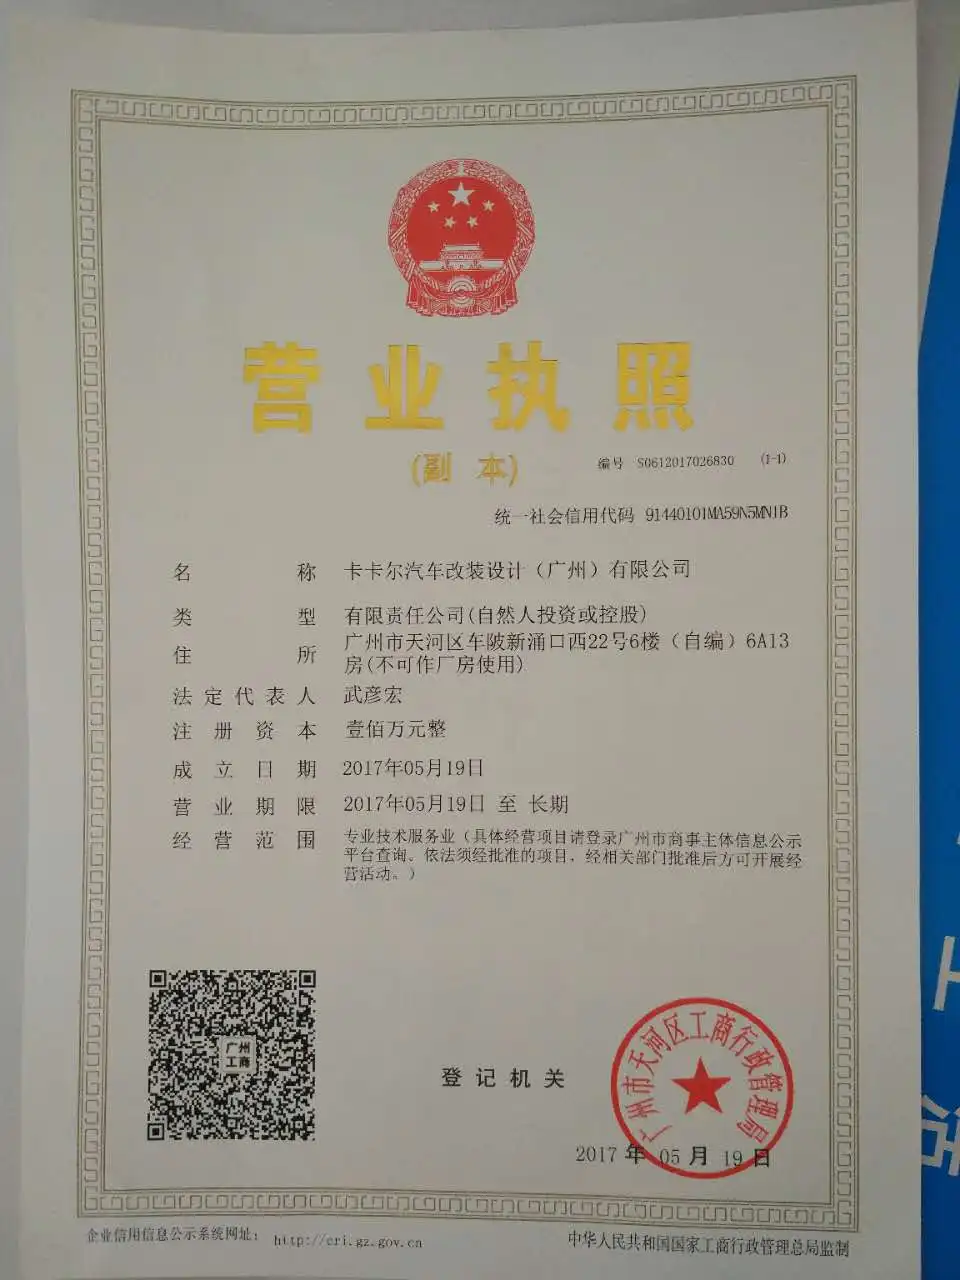 营业执照
(副 本)
编号 S0612017026830 (1-1)
统一社会信用代码 91440101MA59N5MN1B
名称 卡卡尔汽车改装设计（广州）有限公司
类型 有限责任公司(自然人投资或控股)
住所 广州市天河区车陂新涌口西22号6楼（自编）6A13
房(不可作厂房使用)
法定代表人 武彦宏
注册资本 壹佰万元整
成立日期 2017年05月19日
营业期限 2017年05月19日 至 长期
经营范围 专业技术服务业（具体经营项目请登录广州市商事主体信息公示
平台查询。依法须经批准的项目，经相关部门批准后方可开展经
营活动。）
广州
工商
登记机关
广州市天河区工商行政管理局
2017 年 05 月 19 日
企业信用信息公示系统网址： http://cri.gz.gov.cn
中华人民共和国国家工商行政管理总局监制